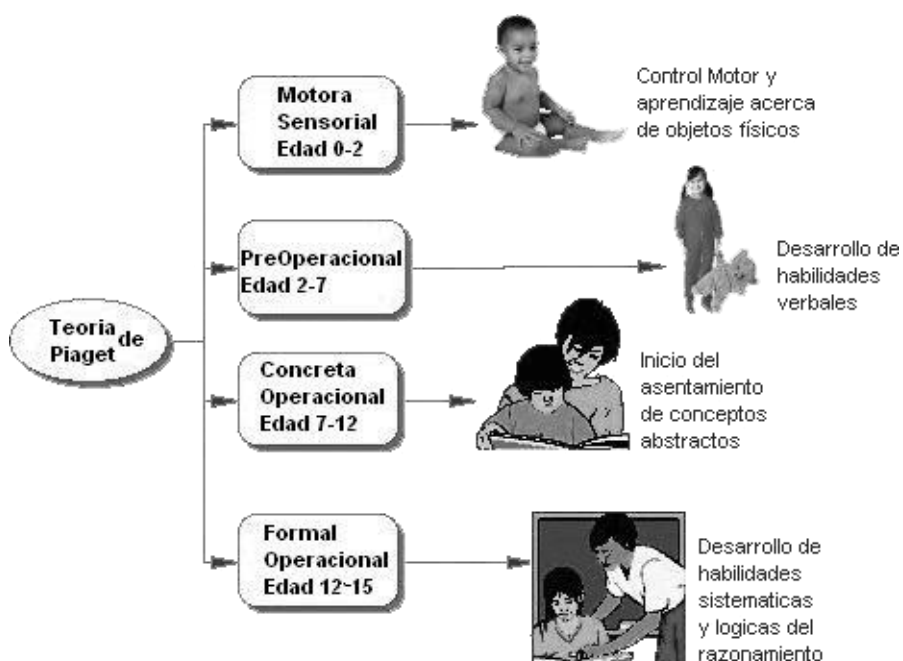 Teoria de
Piaget
Motora
Sensorial
Edad 0-2
Control Motor y
aprendizaje acerca
de objetos físicos
PreOperacional
Edad 2-7
Desarrollo de
habilidades
verbales
Concreta
Operacional
Edad 7-12
Inicio del
asentamiento
de conceptos
abstractos
Formal
Operacional
Edad 12-15
Desarrollo de
habilidades
sistematicas
y logicas del
razonamiento